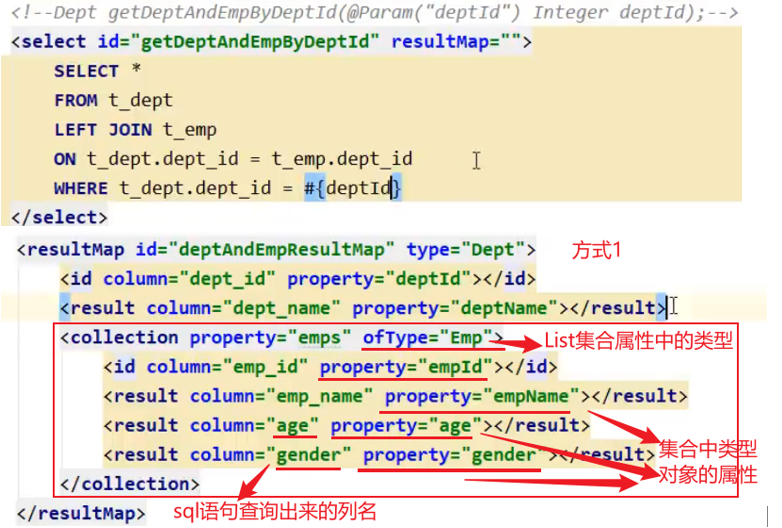 <!--Dept getDeptAndEmpByDeptId(@Param("deptId") Integer deptId);-->
<select id="getDeptAndEmpByDeptId" resultMap="">
SELECT *
FROM t_dept
LEFT JOIN t_emp
ON t_dept.dept_id = t_emp.dept_id
WHERE t_dept.dept_id = #{deptId}
</select>
<resultMap id="deptAndEmpResultMap" type="Dept"> 方式1
<id column="dept_id" property="deptId"></id>
<result column="dept_name" property="deptName"></result>
<collection property="emps" ofType="Emp"> List集合属性中的类型
<id column="emp_id" property="empId"></id>
<result column="emp_name" property="empName"></result>
<result column="age" property="age"></result>
集合中类型
<result column="gender" property="gender"></result>
对象的属性
</collection>
sql语句查询出来的列名
</resultMap>